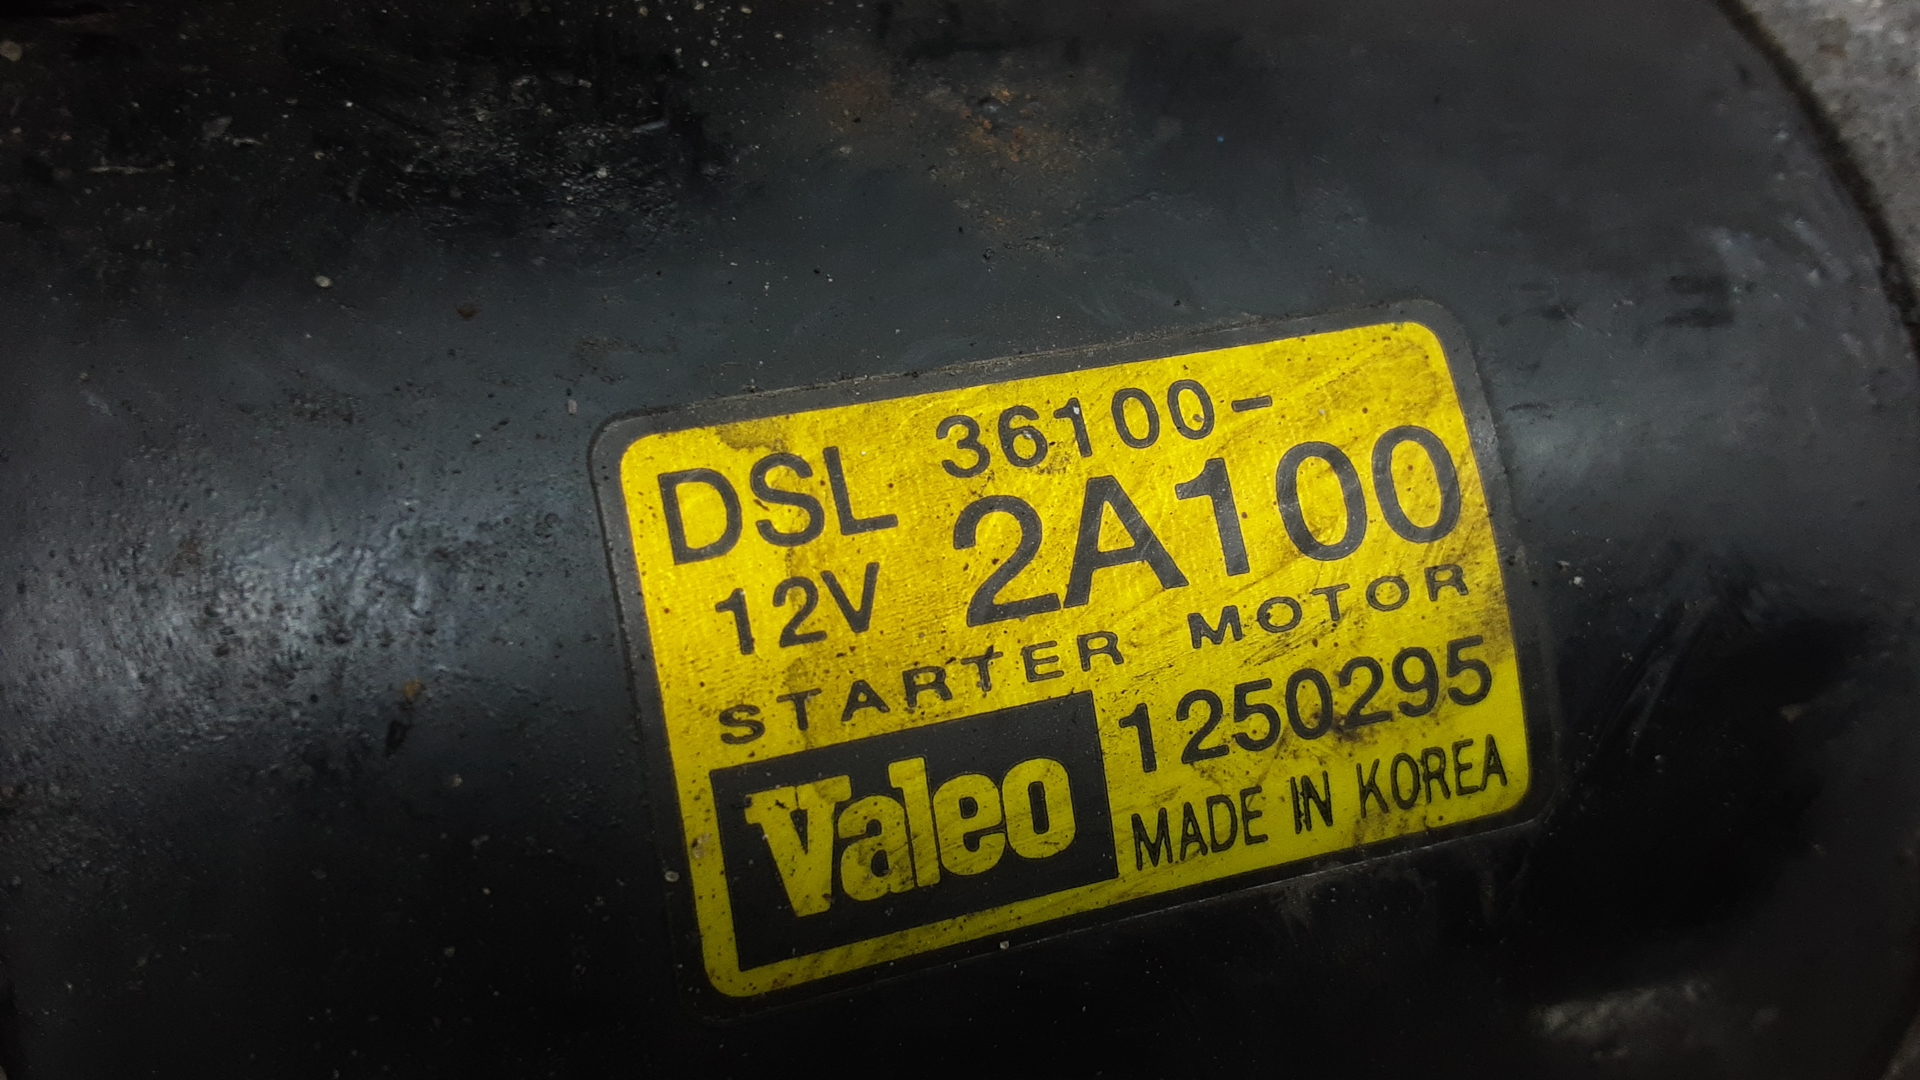 DSL 36100-
12V 2A100
STARTER MOTOR
Valeo 1250295
MADE IN KOREA